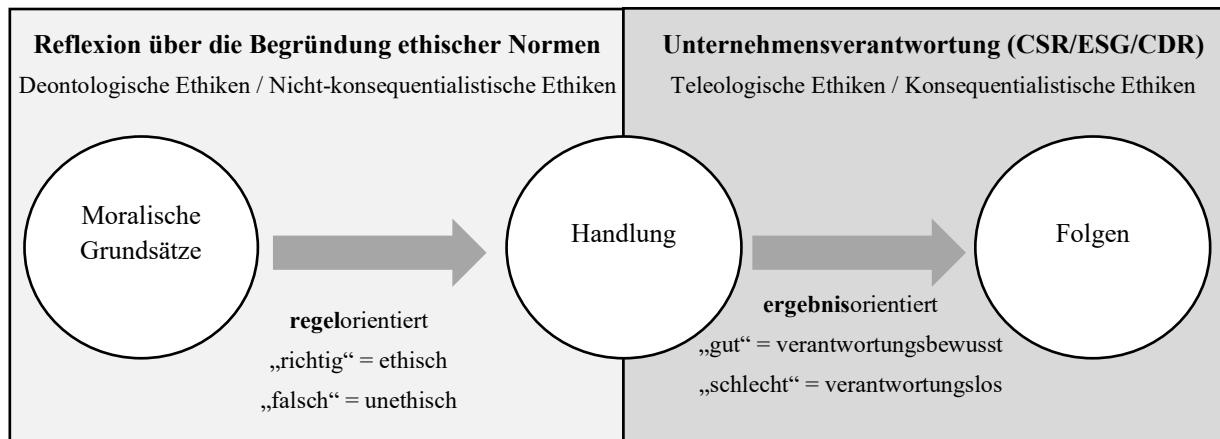 Reflexion über die Begründung ethischer Normen
Deontologische Ethiken / Nicht-konsequentialistische Ethiken
Moralische
Grundsätze
regelorientiert
„richtig“ = ethisch
„falsch“ = unethisch
Handlung
Unternehmensverantwortung (CSR/ESG/CDR)
Teleologische Ethiken / Konsequentialistische Ethiken
ergebnisorientiert
„gut“ = verantwortungsbewusst
„schlecht“ = verantwortungslos
Folgen